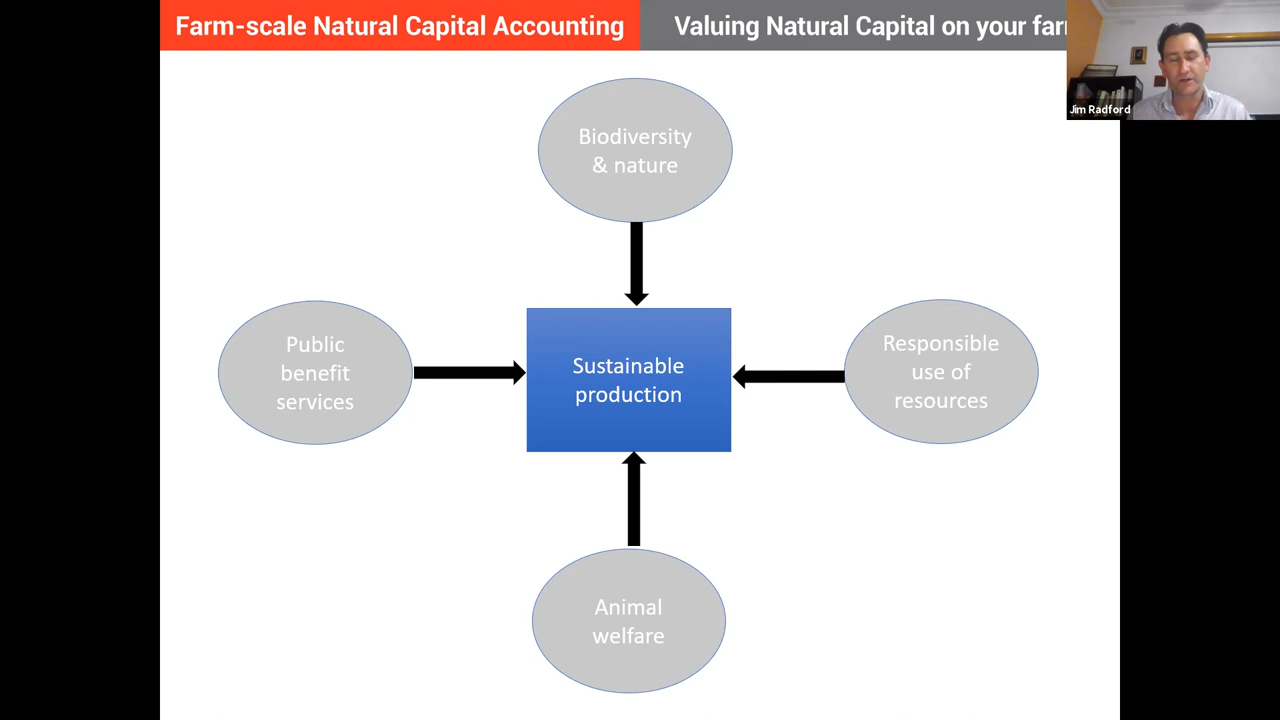 Farm-scale Natural Capital Accounting
Valuing Natural Capital on your
Jim Radford
Biodiversity
& nature
Public
benefit
services
Sustainable
production
Responsible
use of
resources
Animal
welfare